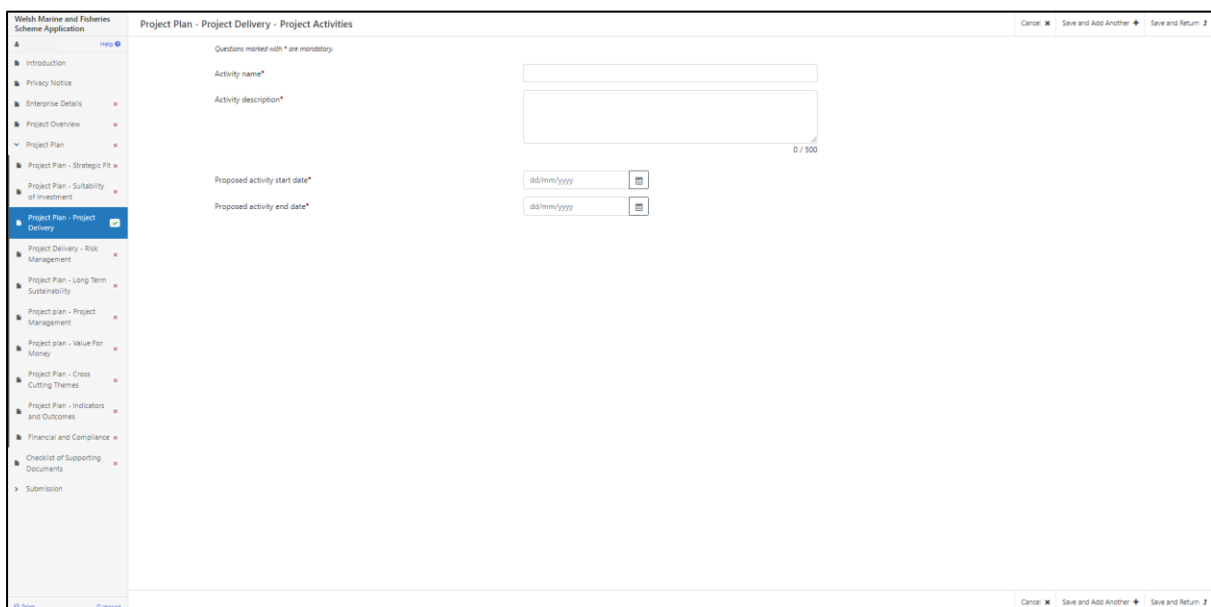 Welsh Marine and Fisheries
Scheme Application
Help
Introduction
Privacy Notice
Enterprise Details
Project Overview
Project Plan
Project Plan - Strategic Fit
Project Plan - Suitability
of Investment
Project Plan - Project
Delivery
Project Delivery - Risk
Management
Project Plan - Long Term
Sustainability
Project plan - Project
Management
Project plan - Value For
Money
Project Plan - Cross
Cutting Themes
Project Plan - Indicators
and Outcomes
Financial and Compliance
Checklist of Supporting
Documents
Submission
Project Plan - Project Delivery - Project Activities
Cancel Save and Add Another Save and Return
Questions marked with * are mandatory.
Activity name*
Activity description*
0 / 500
Proposed activity start date* dd/mm/yyyy
Proposed activity end date* dd/mm/yyyy
Cancel Save and Add Another Save and Return